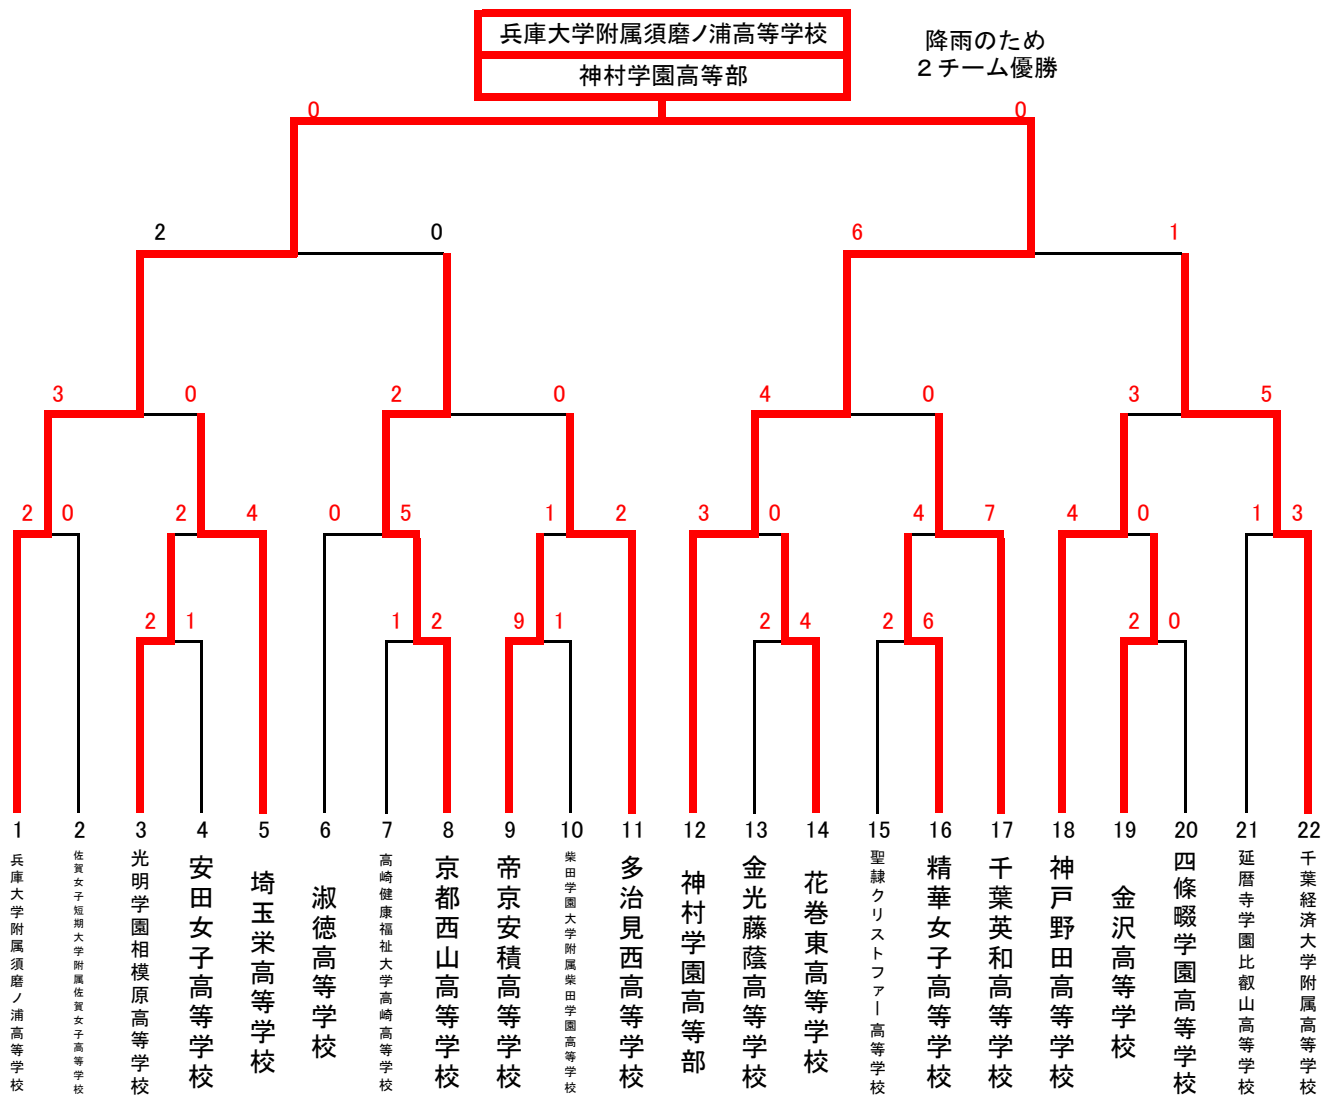 兵庫大学附属須磨ノ浦高等学校
神村学園高等部
降雨のため
２チーム優勝
0 0
2 0 6 1
3 0 2 0 4 0 3 5
2 0 2 4 0 5 1 2 3 0 4 7 4 0 1 3
2 1 1 2 9 1 2 4 2 6 2 0
1 2 3 4 5 6 7 8 9 10 11 12 13 14 15 16 17 18 19 20 21 22
兵庫大学附属須磨ノ浦高等学校
佐賀女子短期大学附属佐賀女子高等学校
光明学園相模原高等学校
安田女子高等学校
埼玉栄高等学校
淑徳高等学校
高崎健康福祉大学高崎高等学校
京都西山高等学校
帝京安積高等学校
柴田学園大学附属柴田学園高等学校
多治見西高等学校
神村学園高等部
金光藤蔭高等学校
花巻東高等学校
聖隷クリストファー高等学校
精華女子高等学校
千葉英和高等学校
神戸野田高等学校
金沢高等学校
四條畷学園高等学校
延暦寺学園比叡山高等学校
千葉経済大学附属高等学校